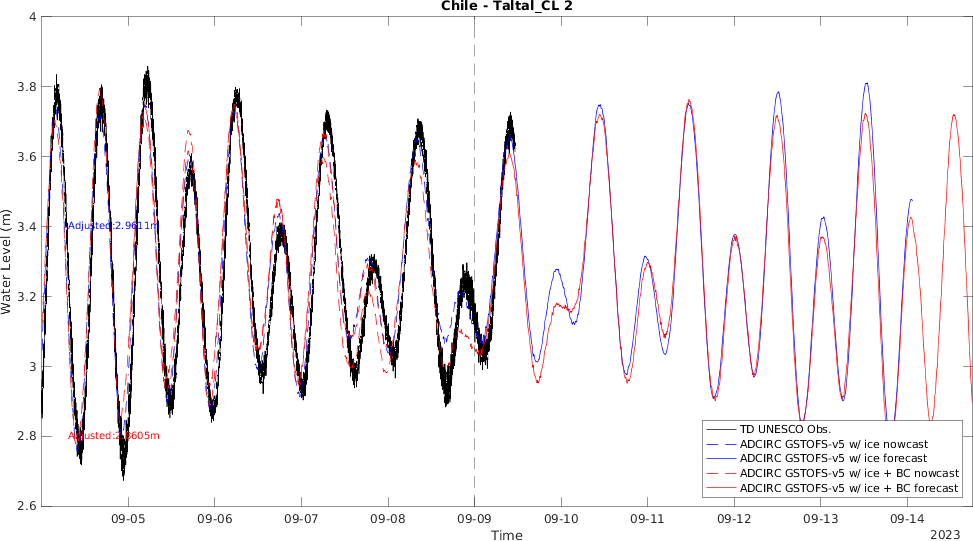 Chile - Taltal_CL 2
4
3.8
3.6
3.4
3.2
3
2.8
2.6
Water Level (m)
Adjusted:2.9611m
TD UNESCO Obs.
ADCIRC GSTOFS-v5 w/ ice nowcast
ADCIRC GSTOFS-v5 w/ ice forecast
ADCIRC GSTOFS-v5 w/ ice + BC nowcast
ADCIRC GSTOFS-v5 w/ ice + BC forecast
09-05
09-06
09-07
09-08
09-09
09-10
09-11
09-12
09-13
09-14
Time
2023